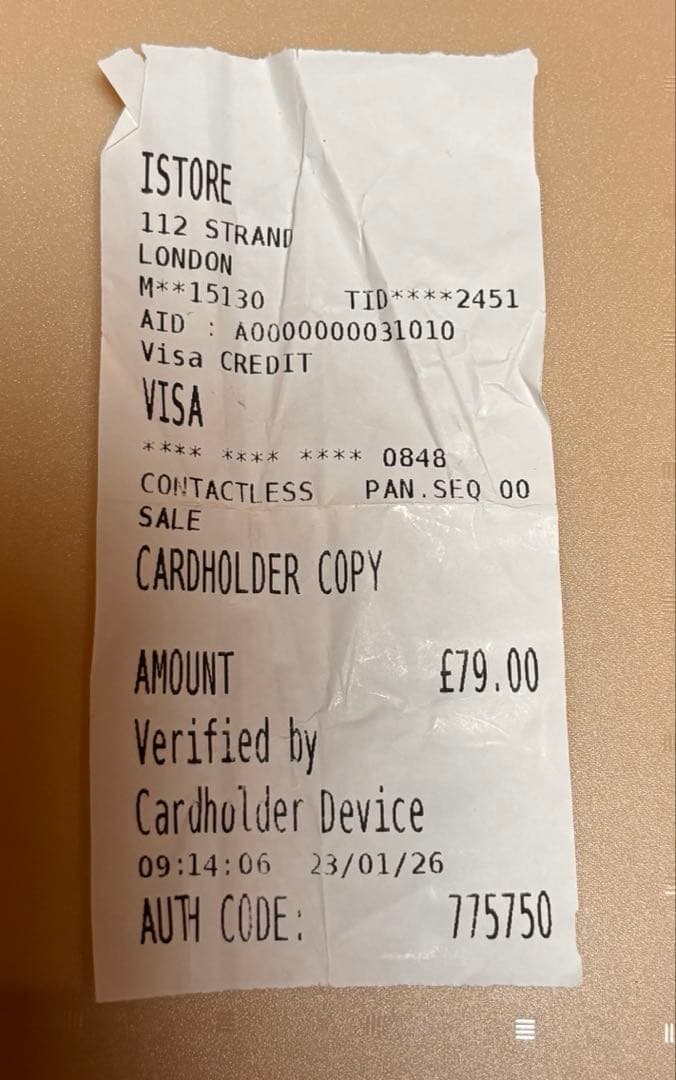 ISTORE
112 STRAND
LONDON
M**15130 TID****2451
AID : A0000000031010
Visa CREDIT
VISA
**** **** **** 0848
CONTACTLESS PAN.SEQ 00
SALE
CARDHOLDER COPY
AMOUNT £79.00
Verified by
Cardholder Device
09:14:06 23/01/26
AUTH CODE: 775750